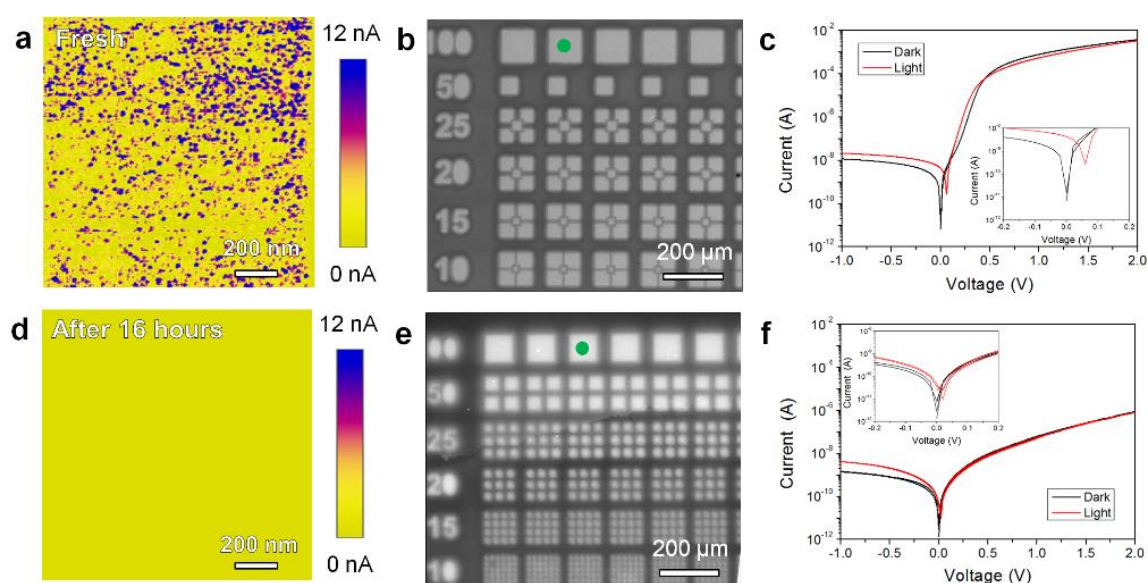 a
Fresh
12 nA
0 nA
200 nm
b
100
50
25
20
15
10
200 µm
c
Dark
Light
10⁻²
10⁻⁴
10⁻⁶
10⁻⁸
10⁻¹⁰
10⁻¹²
Current (A)
-1.0 -0.5 0.0 0.5 1.0 1.5 2.0
Voltage (V)
Current (A)
-0.2 -0.1 0.0 0.1 0.2
Voltage (V)
d
After 16 hours
12 nA
0 nA
200 nm
e
00
50
25
20
15
10
200 µm
f
10⁻²
10⁻⁴
10⁻⁶
10⁻⁸
10⁻¹⁰
10⁻¹²
Current (A)
-1.0 -0.5 0.0 0.5 1.0 1.5 2.0
Voltage (V)
Current (A)
-0.2 -0.1 0.0 0.1 0.2
Voltage (V)
Dark
Light